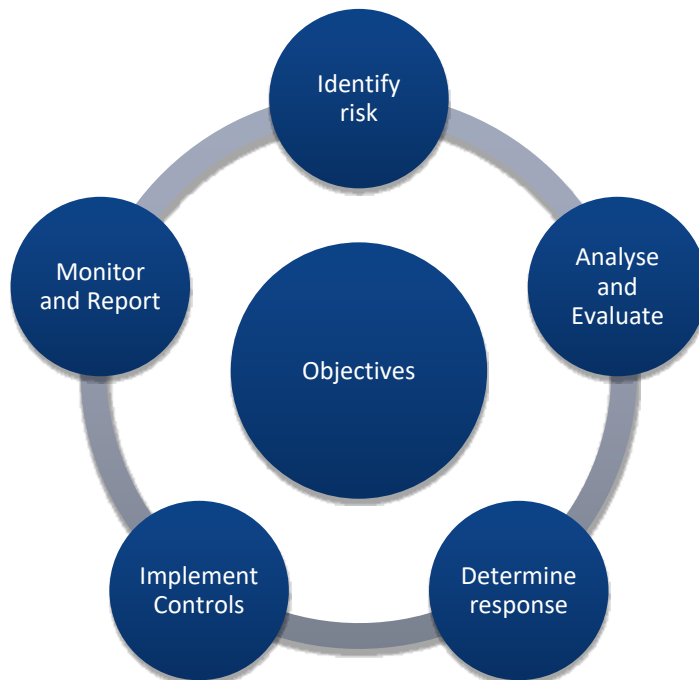 Identify
risk
Analyse
and
Evaluate
Determine
response
Implement
Controls
Monitor
and Report
Objectives